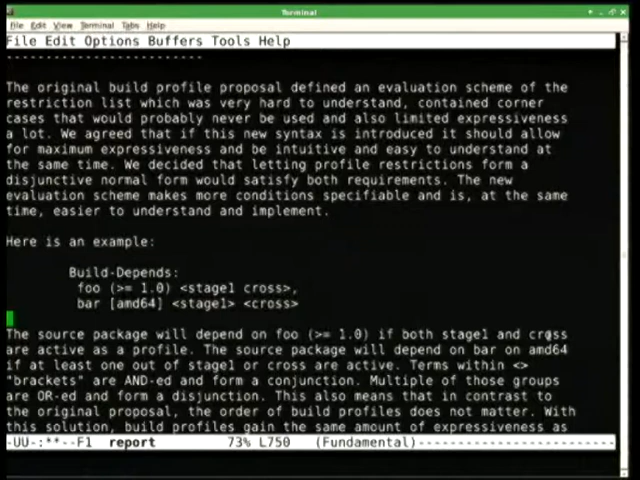 Terminal
File Edit View Terminal Tabs Help
File Edit Options Buffers Tools Help
-------------------------
The original build profile proposal defined an evaluation scheme of the
restriction list which was very hard to understand, contained corner
cases that would probably never be used and also limited expressiveness
a lot. We agreed that if this new syntax is introduced it should allow
for maximum expressiveness and be intuitive and easy to understand at
the same time. We decided that letting profile restrictions form a
disjunctive normal form would satisfy both requirements. The new
evaluation scheme makes more conditions specifiable and is, at the same
time, easier to understand and implement.
Here is an example:
Build-Depends:
foo (>= 1.0) <stage1 cross>,
bar [amd64] <stage1> <cross>
The source package will depend on foo (>= 1.0) if both stage1 and cross
are active as a profile. The source package will depend on bar on amd64
if at least one out of stage1 or cross are active. Terms within <>
"brackets" are AND-ed and form a conjunction. Multiple of those groups
are OR-ed and form a disjunction. This also means that in contrast to
the original proposal, the order of build profiles does not matter. With
this solution, build profiles gain the same amount of expressiveness as
-UU-:**--F1 report 73% L750 (Fundamental)-------------------------